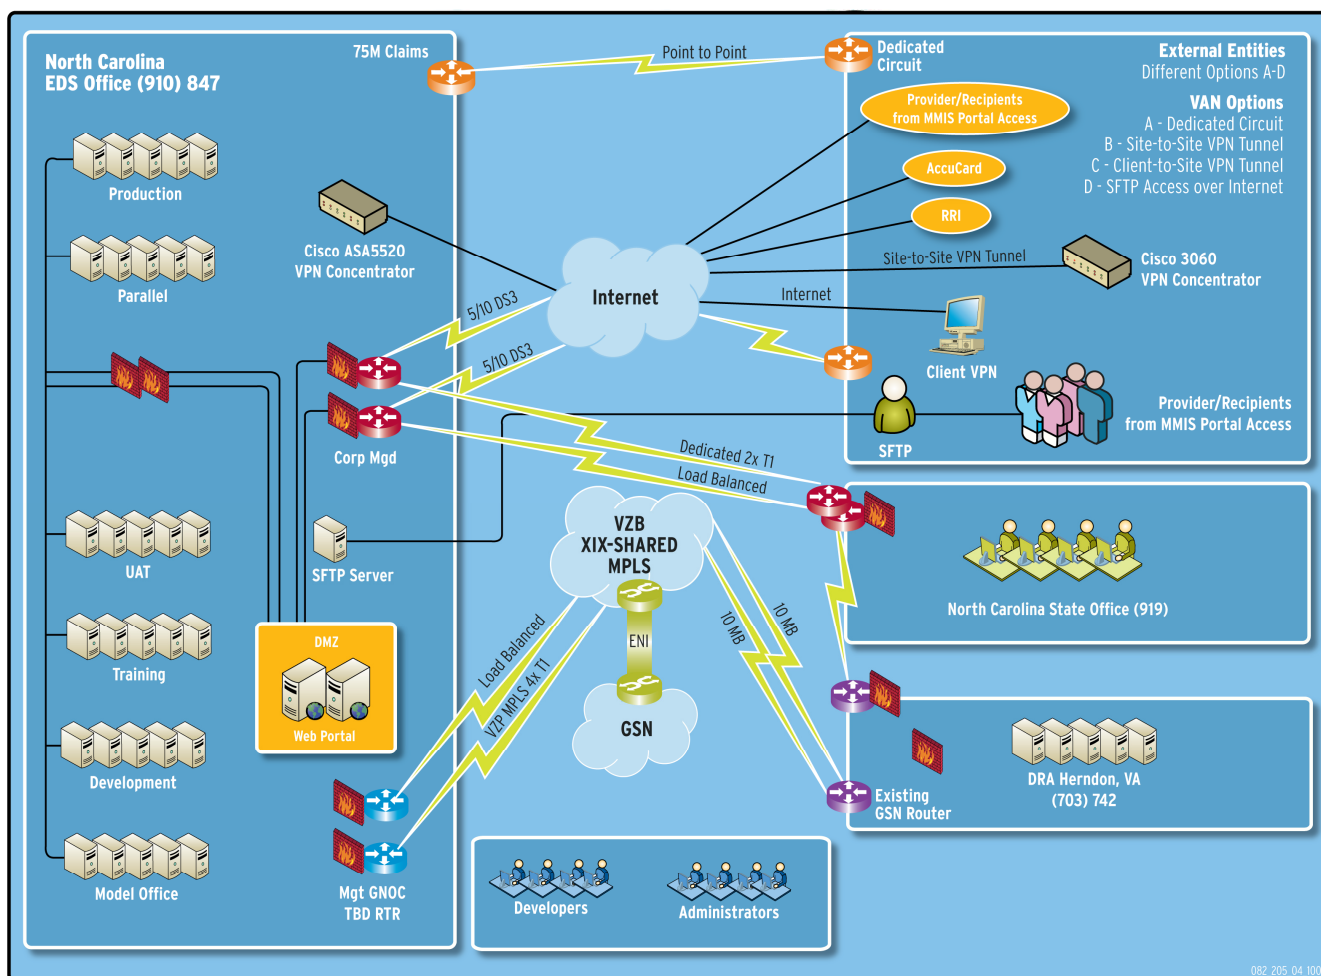 North Carolina
EDS Office (910) 847
75M Claims
Production
Parallel
Cisco ASA5520
VPN Concentrator
Corp Mgd
UAT
SFTP Server
Training
DMZ
Web Portal
Development
Model Office
Mgt GNOC
TBD RTR
Point to Point
Dedicated
Circuit
External Entities
Different Options A-D
VAN Options
A - Dedicated Circuit
B - Site-to-Site VPN Tunnel
C - Client-to-Site VPN Tunnel
D - SFTP Access over Internet
Provider/Recipients
from MMIS Portal Access
AccuCard
RRI
Site-to-Site VPN Tunnel
Cisco 3060
VPN Concentrator
Internet
Internet
5/10 DS3
5/10 DS3
Client VPN
SFTP
Provider/Recipients
from MMIS Portal Access
Dedicated 2x T1
Load Balanced
VZB
XIX-SHARED
MPLS
ENI
GSN
Load Balanced
VZP MPLS 4x T1
10 MB
10 MB
North Carolina State Office (919)
DRA Herndon, VA
(703) 742
Existing
GSN Router
Developers
Administrators
082 205 04 100